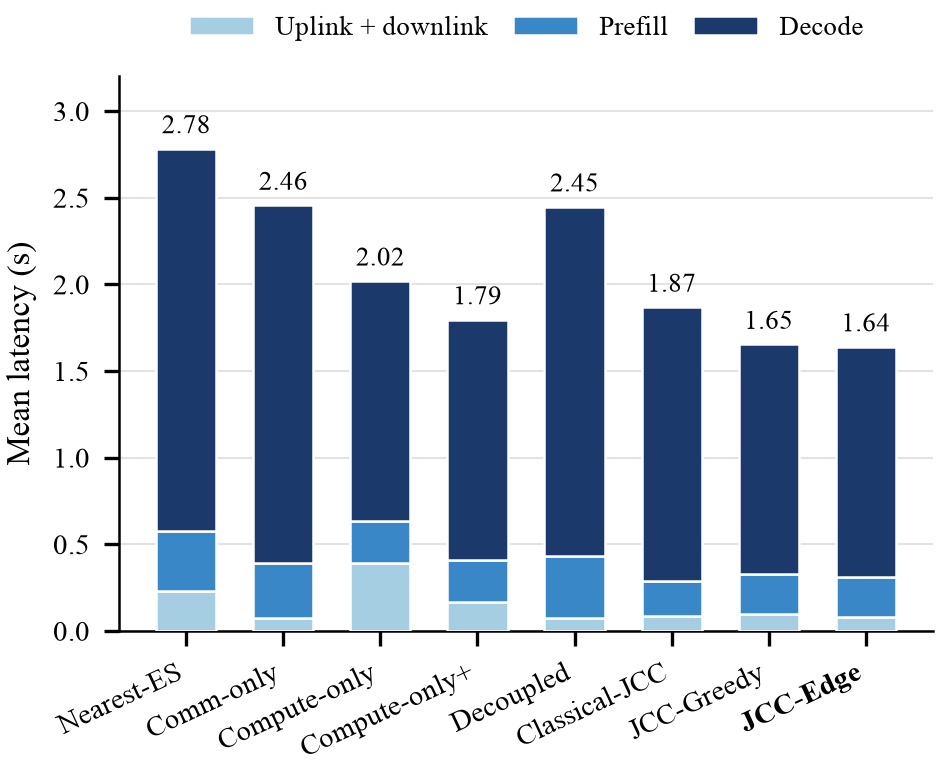 Uplink + downlink Prefill Decode
Mean latency (s)
3.0
2.5
2.0
1.5
1.0
0.5
0.0
2.78
2.46
2.02
1.79
2.45
1.87
1.65
1.64
Nearest-ES
Comm-only
Compute-only
Compute-only+
Decoupled
Classical-JCC
JCC-Greedy
JCC-Edge